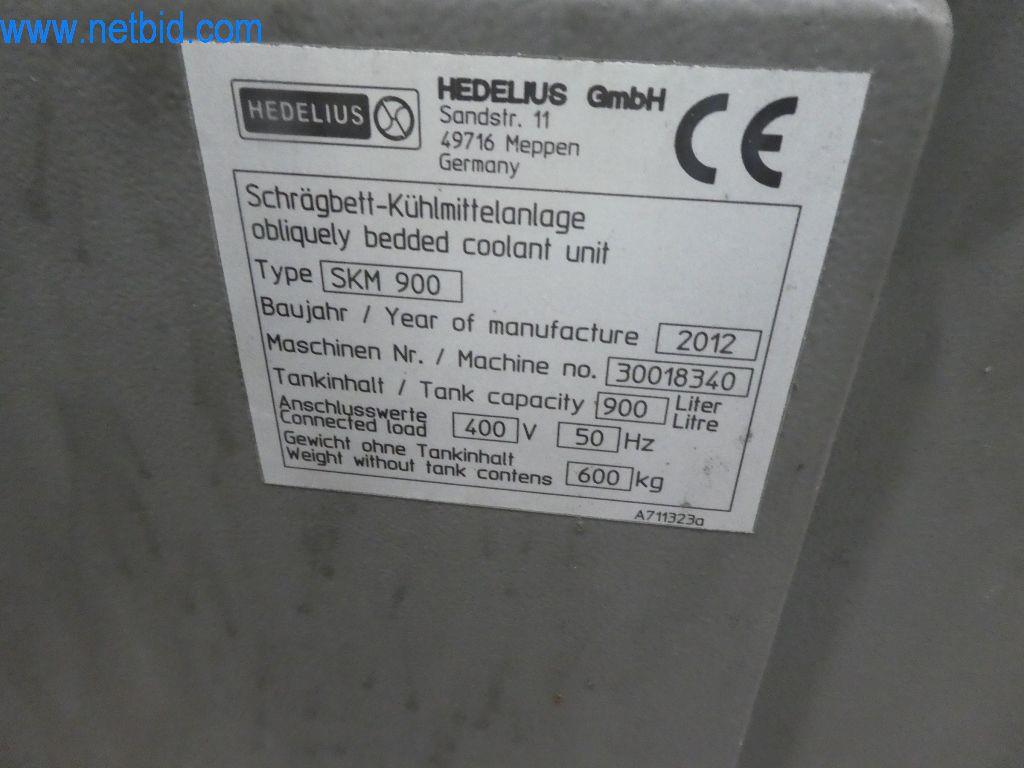 www.netbid.com
HEDELIUS
HEDELIUS GmbH
Sandstr. 11
49716 Meppen
Germany
CE
Schrägbett-Kühlmittelanlage
obliquely bedded coolant unit
Type SKM 900
Baujahr / Year of manufacture 2012
Maschinen Nr. / Machine no. 30018340
Tankinhalt / Tank capacity 900 Liter
Litre
Anschlusswerte
Connected load 400 V 50 Hz
Gewicht ohne Tankinhalt
Weight without tank contens 600 kg
A711323a